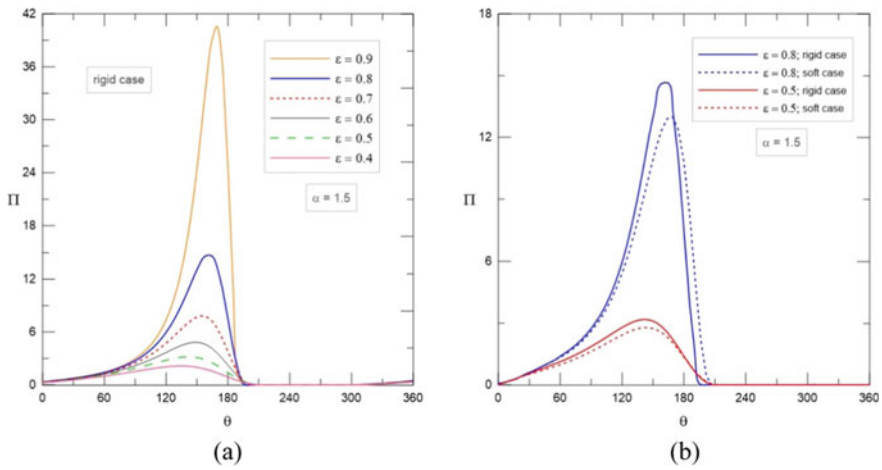 42
36
30
24
18
12
6
0
Π
rigid case
ε = 0.9
ε = 0.8
ε = 0.7
ε = 0.6
ε = 0.5
ε = 0.4
α = 1.5
0 60 120 180 240 300 360
θ
(a)
18
12
6
0
Π
ε = 0.8; rigid case
ε = 0.8; soft case
ε = 0.5; rigid case
ε = 0.5; soft case
α = 1.5
0 60 120 180 240 300 360
θ
(b)